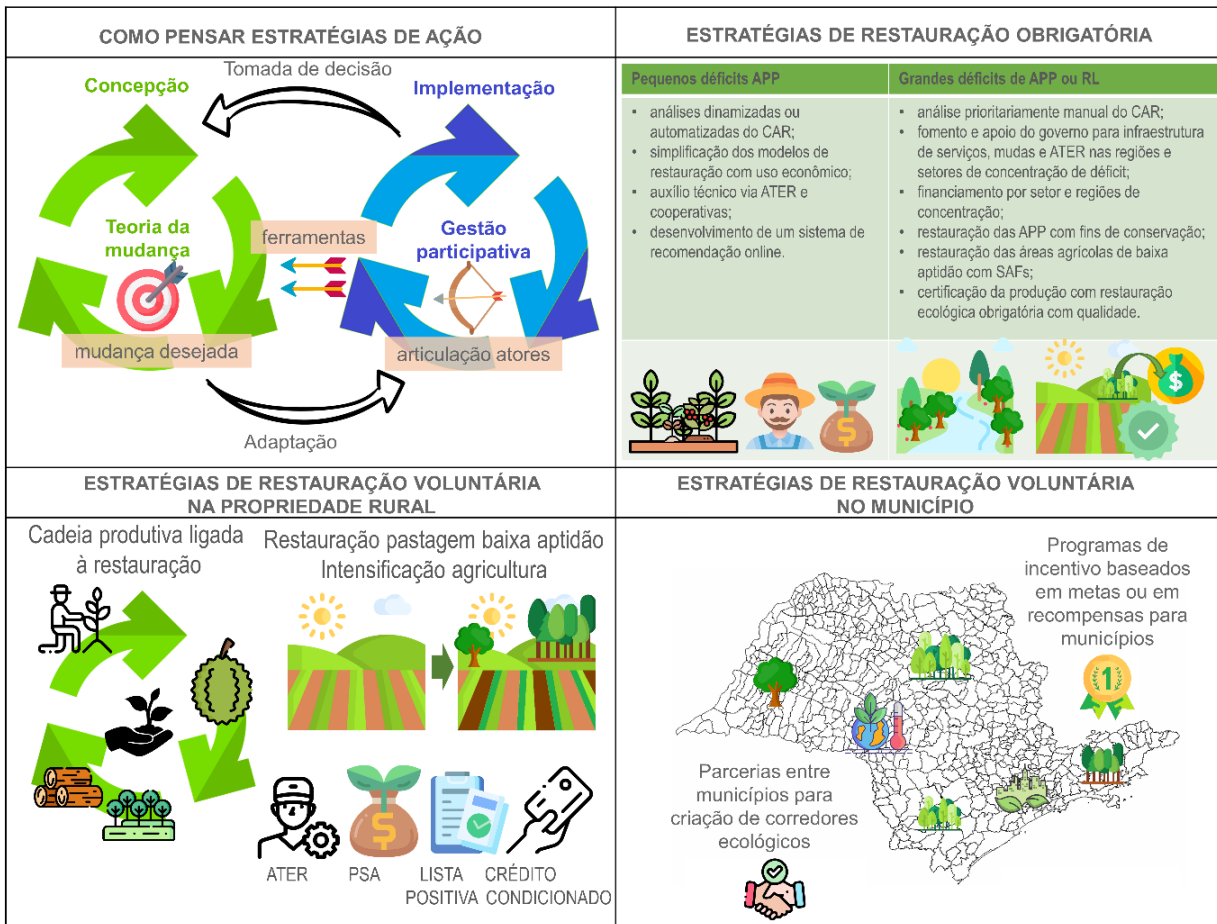 COMO PENSAR ESTRATÉGIAS DE AÇÃO
Tomada de decisão
Concepção
Implementação
Teoria da
mudança
ferramentas
Gestão
participativa
mudança desejada
articulação atores
Adaptação
ESTRATÉGIAS DE RESTAURAÇÃO OBRIGATÓRIA
Pequenos déficits APP
• análises dinamizadas ou
automatizadas do CAR;
• simplificação dos modelos de
restauração com uso econômico;
• auxílio técnico via ATER e
cooperativas;
• desenvolvimento de um sistema de
recomendação online.
Grandes déficits de APP ou RL
• análise prioritariamente manual do CAR;
• fomento e apoio do governo para infraestrutura
de serviços, mudas e ATER nas regiões e
setores de concentração de déficit;
• financiamento por setor e regiões de
concentração;
• restauração das APP com fins de conservação;
• restauração das áreas agrícolas de baixa
aptidão com SAFs;
• certificação da produção com restauração
ecológica obrigatória com qualidade.
$
$
ESTRATÉGIAS DE RESTAURAÇÃO VOLUNTÁRIA
NA PROPRIEDADE RURAL
Cadeia produtiva ligada
à restauração
Restauração pastagem baixa aptidão
Intensificação agricultura
$
ATER
PSA
LISTA
POSITIVA
CRÉDITO
CONDICIONADO
ESTRATÉGIAS DE RESTAURAÇÃO VOLUNTÁRIA
NO MUNICÍPIO
Programas de
incentivo baseados
em metas ou em
recompensas para
municípios
1
Parcerias entre
municípios para
criação de corredores
ecológicos